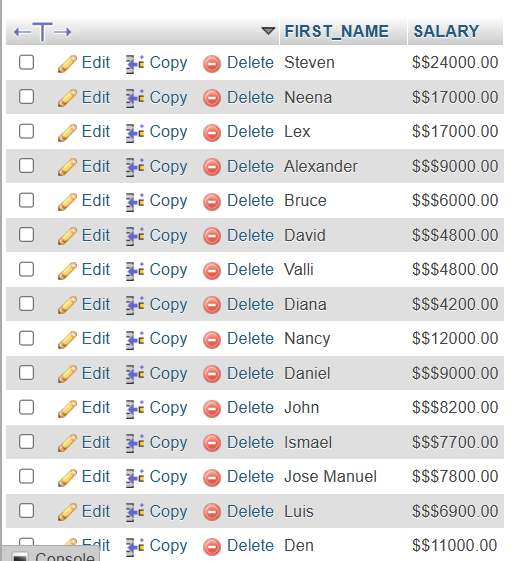 FIRST_NAME SALARY
Edit Copy Delete Steven $$24000.00
Edit Copy Delete Neena $$17000.00
Edit Copy Delete Lex $$17000.00
Edit Copy Delete Alexander $$$9000.00
Edit Copy Delete Bruce $$$6000.00
Edit Copy Delete David $$$4800.00
Edit Copy Delete Valli $$$4800.00
Edit Copy Delete Diana $$$4200.00
Edit Copy Delete Nancy $$12000.00
Edit Copy Delete Daniel $$$9000.00
Edit Copy Delete John $$$8200.00
Edit Copy Delete Ismael $$$7700.00
Edit Copy Delete Jose Manuel $$$7800.00
Edit Copy Delete Luis $$$6900.00
Edit Copy Delete Den $$11000.00
Console